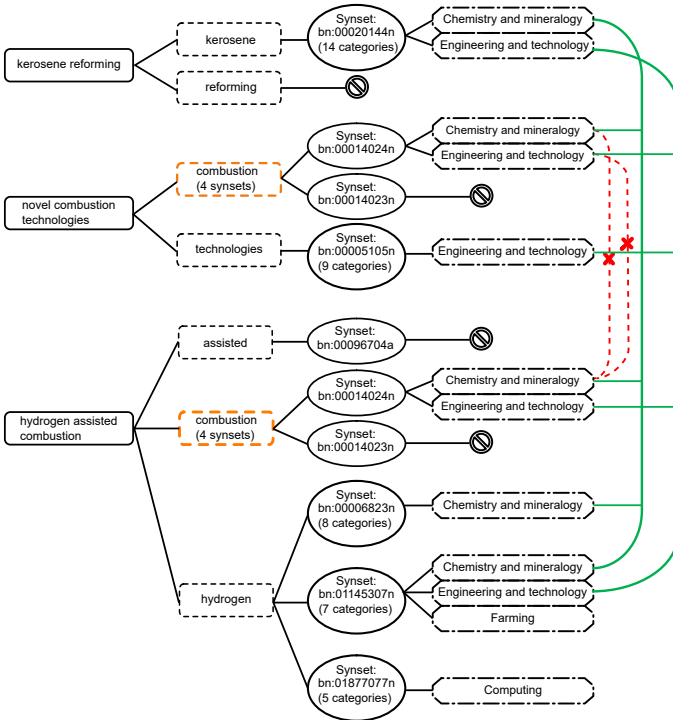 kerosene reforming
kerosene
Synset:
bn:00020144n
(14 categories)
Chemistry and mineralogy
Engineering and technology
reforming
novel combustion
technologies
combustion
(4 synsets)
Synset:
bn:00014024n
Chemistry and mineralogy
Engineering and technology
Synset:
bn:00014023n
technologies
Synset:
bn:00005105n
(9 categories)
Engineering and technology
hydrogen assisted
combustion
assisted
Synset:
bn:00096704a
combustion
(4 synsets)
Synset:
bn:00014024n
Chemistry and mineralogy
Engineering and technology
Synset:
bn:00014023n
hydrogen
Synset:
bn:00006823n
(8 categories)
Chemistry and mineralogy
Synset:
bn:01145307n
(7 categories)
Chemistry and mineralogy
Engineering and technology
Farming
Synset:
bn:01877077n
(5 categories)
Computing